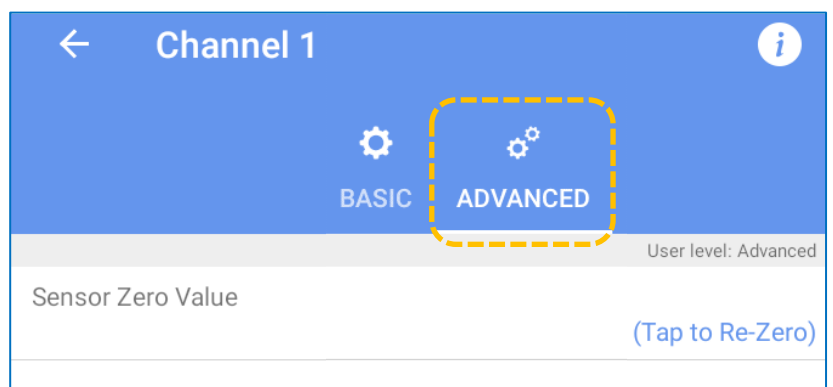 Channel 1
i
BASIC
ADVANCED
User level: Advanced
Sensor Zero Value
(Tap to Re-Zero)